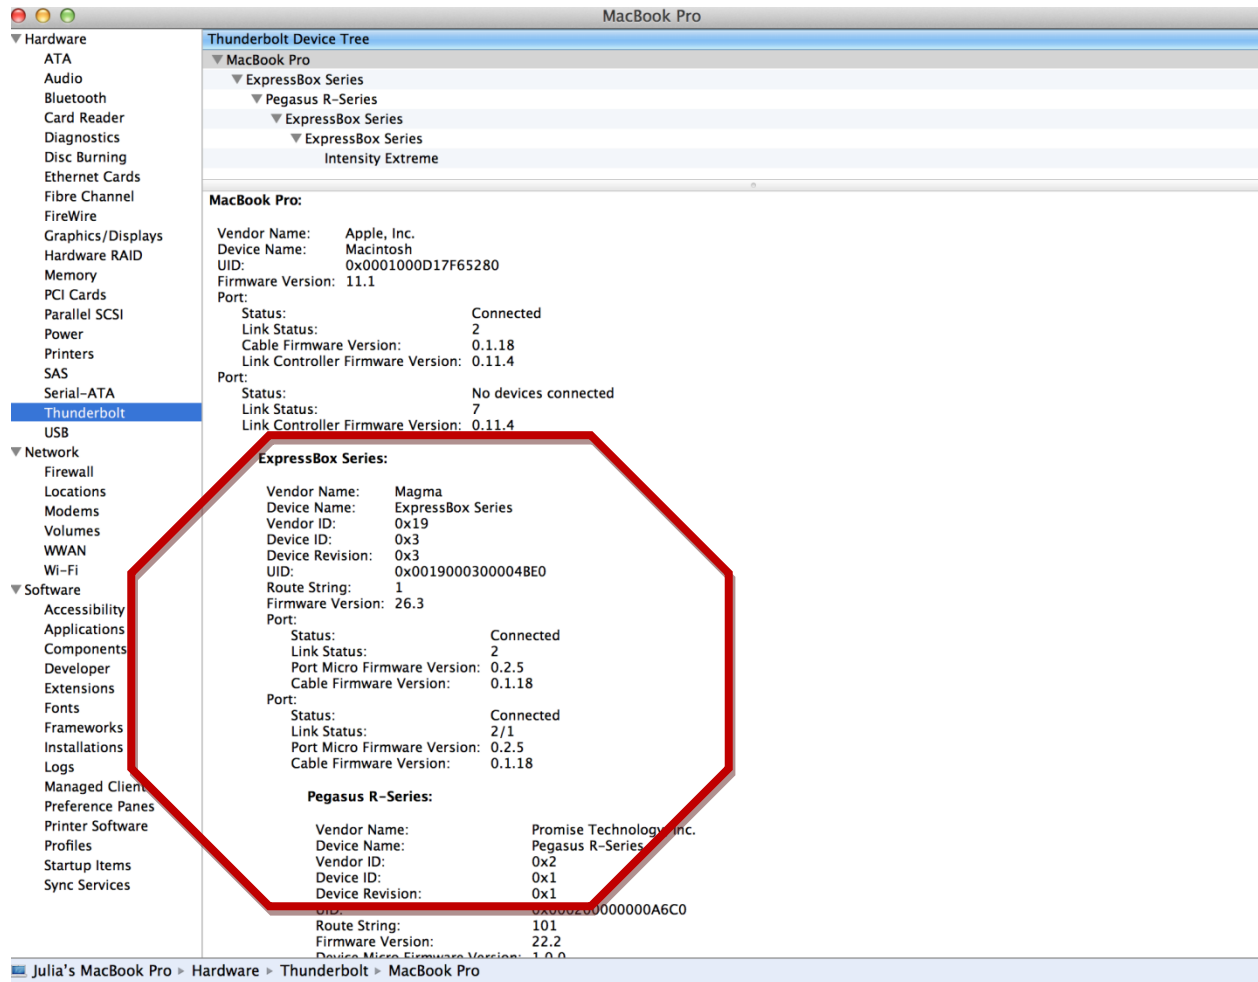 MacBook Pro
Hardware
ATA
Audio
Bluetooth
Card Reader
Diagnostics
Disc Burning
Ethernet Cards
Fibre Channel
FireWire
Graphics/Displays
Hardware RAID
Memory
PCI Cards
Parallel SCSI
Power
Printers
SAS
Serial-ATA
Thunderbolt
USB
Network
Firewall
Locations
Modems
Volumes
WWAN
Wi-Fi
Software
Accessibility
Applications
Components
Developer
Extensions
Fonts
Frameworks
Installations
Logs
Managed Client
Preference Panes
Printer Software
Profiles
Startup Items
Sync Services
Thunderbolt Device Tree
MacBook Pro
ExpressBox Series
Pegasus R-Series
ExpressBox Series
ExpressBox Series
Intensity Extreme
MacBook Pro:
Vendor Name: Apple, Inc.
Device Name: Macintosh
UID: 0x0001000D17F65280
Firmware Version: 11.1
Port:
Status: Connected
Link Status: 2
Cable Firmware Version: 0.1.18
Link Controller Firmware Version: 0.11.4
Port:
Status: No devices connected
Link Status: 7
Link Controller Firmware Version: 0.11.4
ExpressBox Series:
Vendor Name: Magma
Device Name: ExpressBox Series
Vendor ID: 0x19
Device ID: 0x3
Device Revision: 0x3
UID: 0x0019000300004BE0
Route String: 1
Firmware Version: 26.3
Port:
Status: Connected
Link Status: 2
Port Micro Firmware Version: 0.2.5
Cable Firmware Version: 0.1.18
Port:
Status: Connected
Link Status: 2/1
Port Micro Firmware Version: 0.2.5
Cable Firmware Version: 0.1.18
Pegasus R-Series:
Vendor Name: Promise Technology, Inc.
Device Name: Pegasus R-Series
Vendor ID: 0x2
Device ID: 0x1
Device Revision: 0x1
UID: 0x000200000000A6C0
Route String: 101
Firmware Version: 22.2
Device Micro Firmware Version: 1.0.0
Julia's MacBook Pro ▸ Hardware ▸ Thunderbolt ▸ MacBook Pro